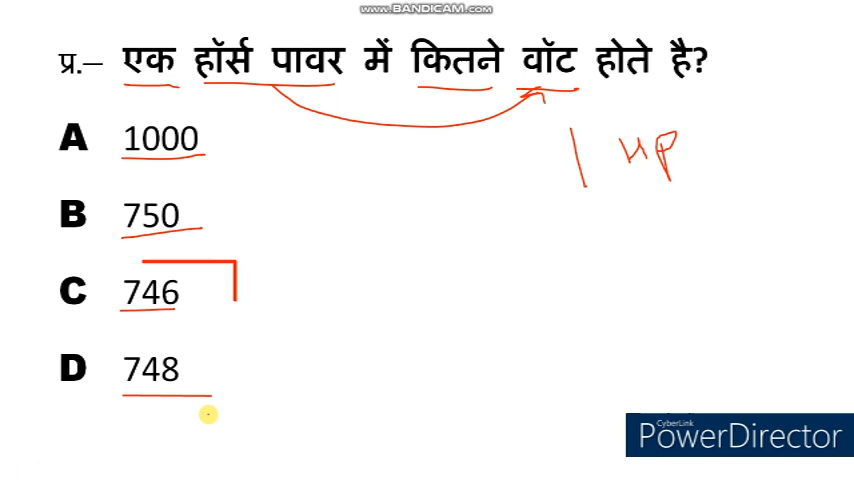 www.BANDICAM.com
प्र.– एक हॉर्स पावर में कितने वॉट होते है?
1 HP
A 1000
B 750
C 746
D 748
CyberLink
PowerDirector